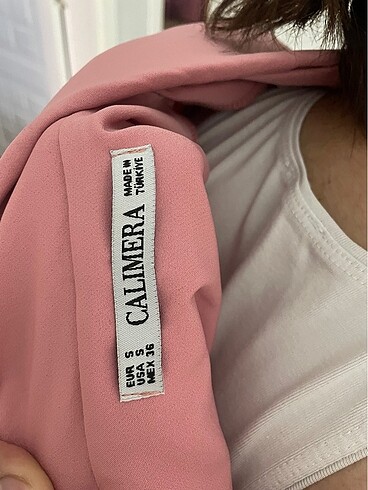 MADE IN
TÜRKİYE
CALIMERA
EUR S
USA S
MEX 36